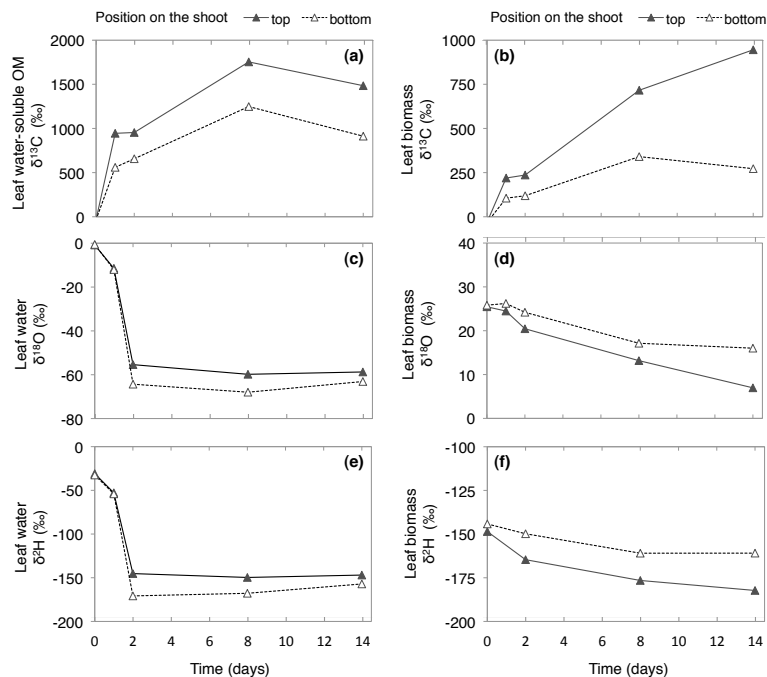 Position on the shoot top bottom
Position on the shoot top bottom
(a)
Leaf water-soluble OM
δ¹³C (‰)
2000
1500
1000
500
0
(b)
Leaf biomass
δ¹³C (‰)
1000
750
500
250
0
(c)
Leaf water
δ¹⁸O (‰)
0
-20
-40
-60
-80
(d)
Leaf biomass
δ¹⁸O (‰)
40
30
20
10
0
(e)
Leaf water
δ²H (‰)
0
-50
-100
-150
-200
0 2 4 6 8 10 12 14
Time (days)
(f)
Leaf biomass
δ²H (‰)
-100
-125
-150
-175
-200
0 2 4 6 8 10 12 14
Time (days)